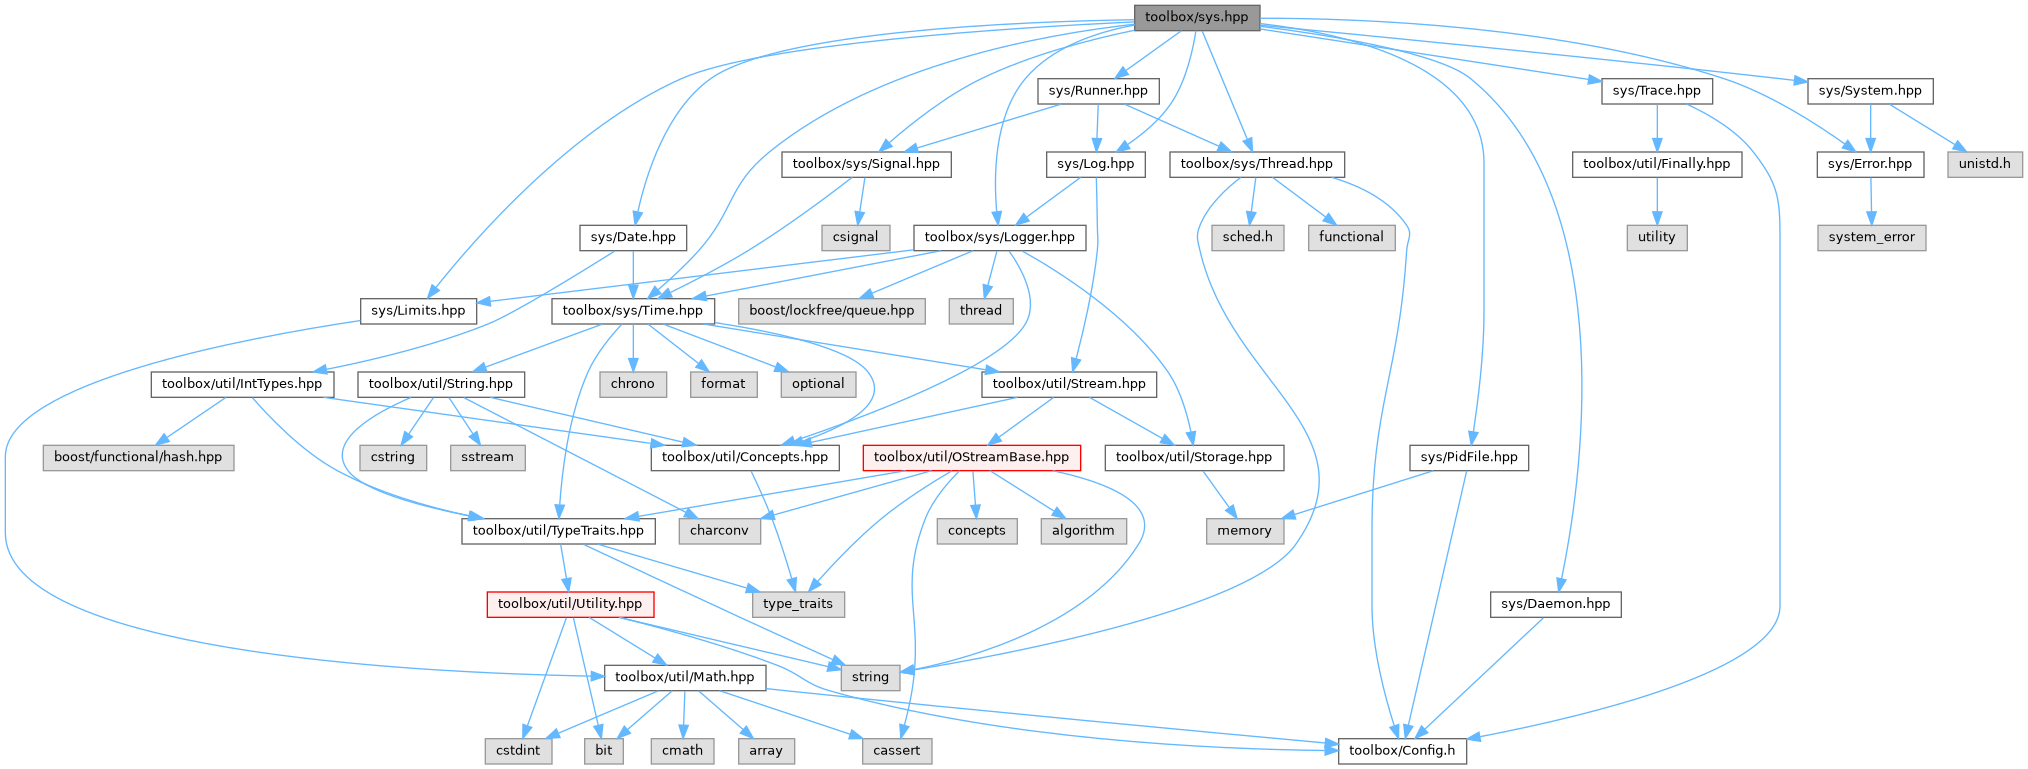 toolbox/sys.hpp
sys/Runner.hpp
sys/Trace.hpp
sys/System.hpp
toolbox/sys/Signal.hpp
sys/Log.hpp
toolbox/sys/Thread.hpp
toolbox/util/Finally.hpp
sys/Error.hpp
unistd.h
sys/Date.hpp
csignal
toolbox/sys/Logger.hpp
sched.h
functional
utility
system_error
sys/Limits.hpp
toolbox/sys/Time.hpp
boost/lockfree/queue.hpp
thread
toolbox/util/IntTypes.hpp
toolbox/util/String.hpp
chrono
format
optional
toolbox/util/Stream.hpp
boost/functional/hash.hpp
cstring
sstream
toolbox/util/Concepts.hpp
toolbox/util/OStreamBase.hpp
toolbox/util/Storage.hpp
sys/PidFile.hpp
toolbox/util/TypeTraits.hpp
charconv
concepts
algorithm
memory
toolbox/util/Utility.hpp
type_traits
sys/Daemon.hpp
toolbox/util/Math.hpp
string
cstdint
bit
cmath
array
cassert
toolbox/Config.h